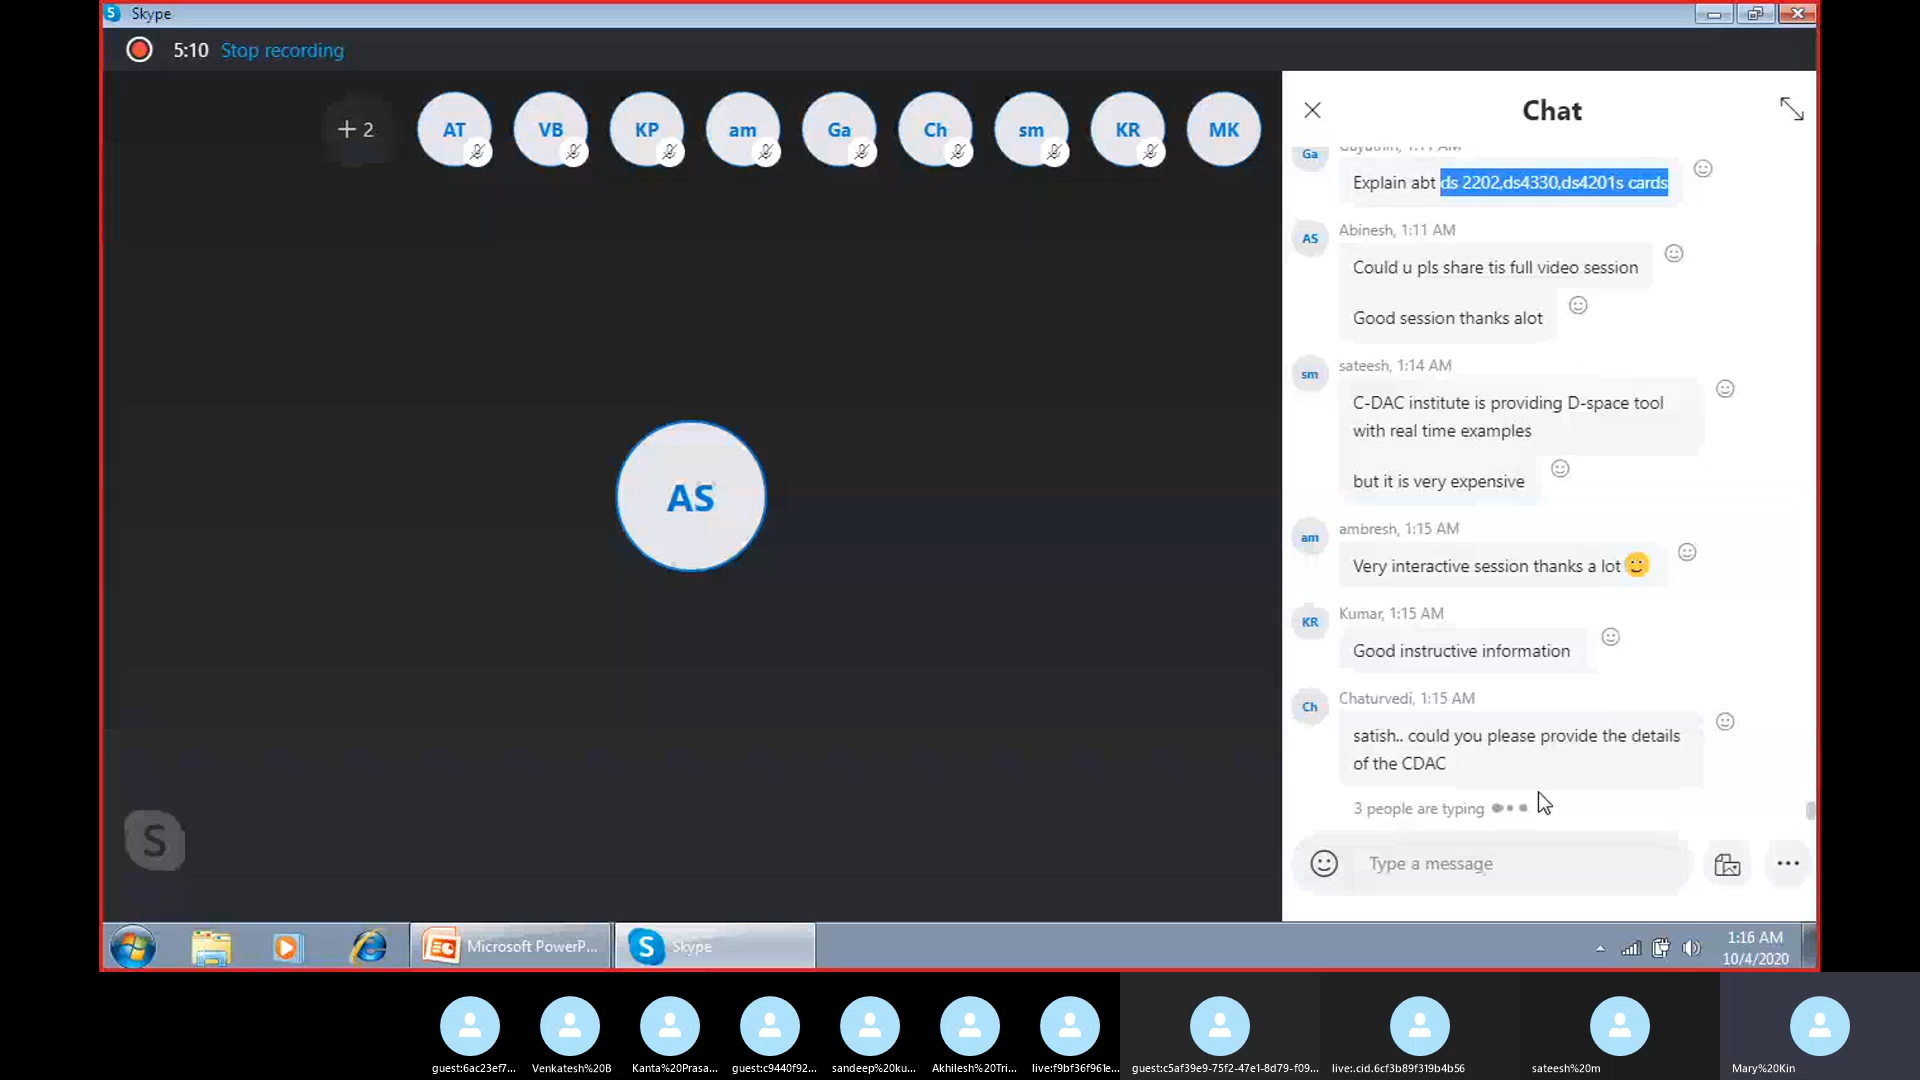 Skype
5:10 Stop recording
+ 2
AT
VB
KP
am
Ga
Ch
sm
KR
MK
AS
Chat
Ga
Explain abt ds 2202,ds4330,ds4201s cards
AS
Abinesh, 1:11 AM
Could u pls share tis full video session
Good session thanks alot
sm
sateesh, 1:14 AM
C-DAC institute is providing D-space tool
with real time examples
but it is very expensive
am
ambresh, 1:15 AM
Very interactive session thanks a lot
KR
Kumar, 1:15 AM
Good instructive information
Ch
Chaturvedi, 1:15 AM
satish.. could you please provide the details
of the CDAC
3 people are typing
Type a message
S
Microsoft PowerP...
Skype
1:16 AM
10/4/2020
guest:6ac23ef7...
Venkatesh%20B
Kanta%20Prasa...
guest:c9440f92...
sandeep%20ku...
Akhilesh%20Tri...
live:f9bf36f961e...
guest:c5af39e9-75f2-47e1-8d79-f09...
live:.cid.6cf3b89f319b4b56
sateesh%20m
Mary%20Kin